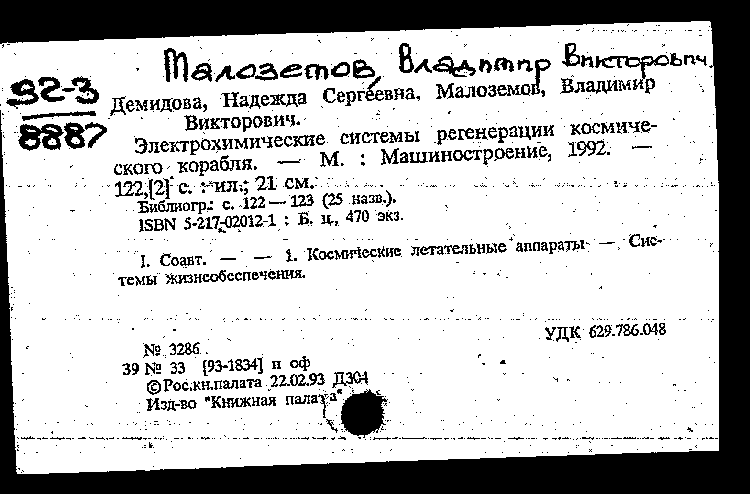 Малоземов, Владимир Викторович.
92-3
8887
Демидова, Надежда Сергеевна, Малоземов, Владимир
Викторович.
Электрохимические системы регенерации космиче-
ского корабля. — М. : Машиностроение, 1992. —
122,[2] с. : ил.; 21 см.
Библиогр.: с. 122—123 (25 назв.).
ISBN 5-217-02012-1 : Б. ц., 470 экз.
I. Соавт. — — 1. Космические летательные аппараты — Сис-
темы жизнеобеспечения.
УДК 629.786.048
№ 3286
39 № 33 [93-1834] п оф
©Рос.кн.палата 22.02.93 Д304
Изд-во "Книжная палата"